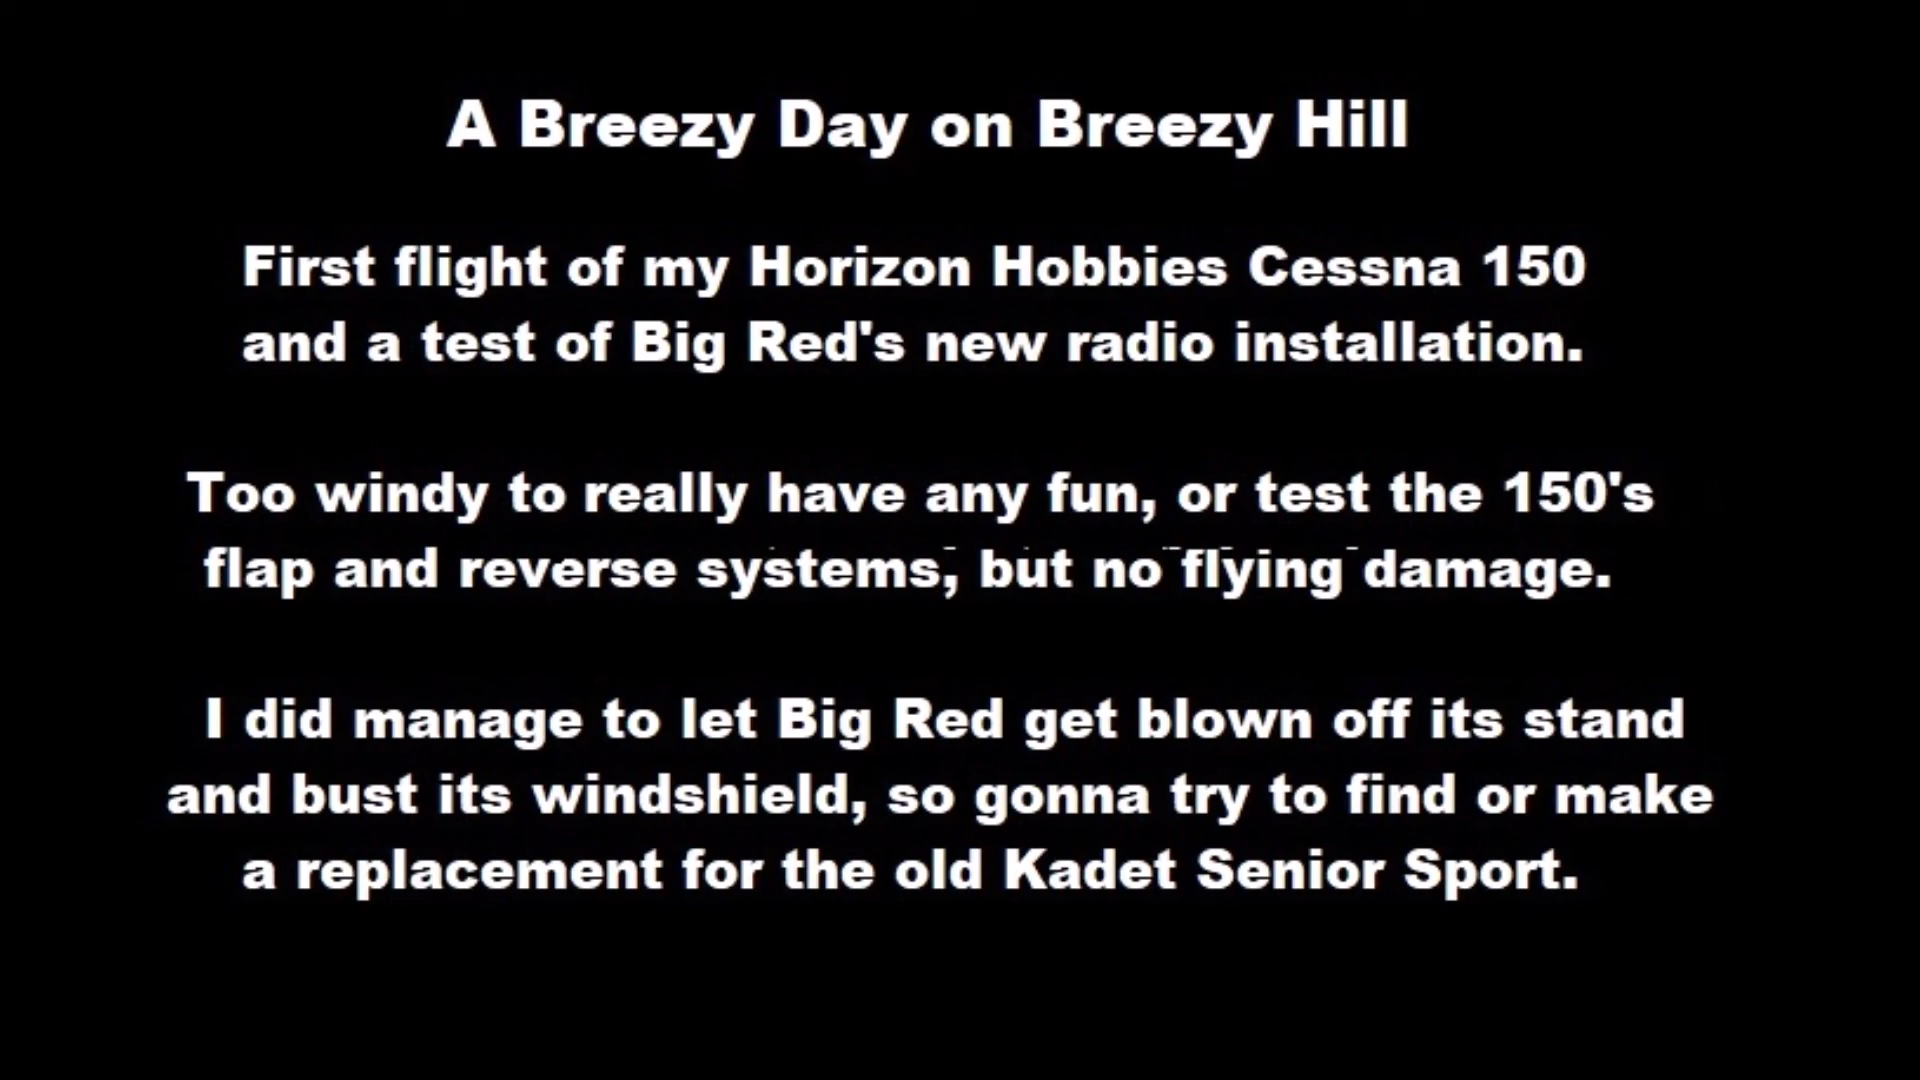 A Breezy Day on Breezy Hill
First flight of my Horizon Hobbies Cessna 150
and a test of Big Red's new radio installation.
Too windy to really have any fun, or test the 150's
flap and reverse systems, but no flying damage.
I did manage to let Big Red get blown off its stand
and bust its windshield, so gonna try to find or make
a replacement for the old Kadet Senior Sport.